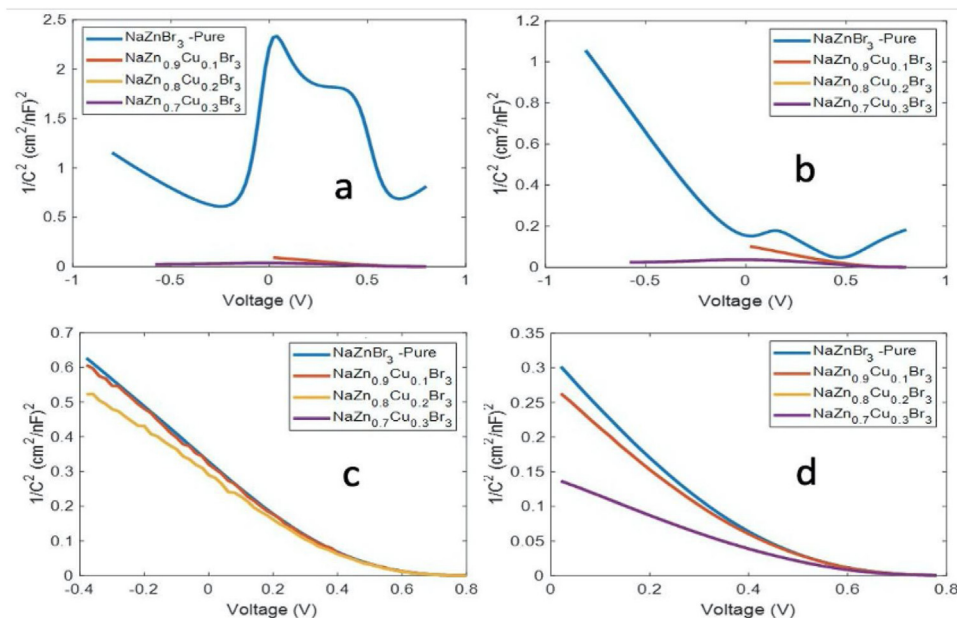 2.5
2
1.5
1
0.5
0
-1
-0.5
0
0.5
1
Voltage (V)
1/C² (cm²/nF)²
NaZnBr₃ -Pure
NaZn₀.₉Cu₀.₁Br₃
NaZn₀.₈Cu₀.₂Br₃
NaZn₀.₇Cu₀.₃Br₃
a
1.2
1
0.8
0.6
0.4
0.2
0
-1
-0.5
0
0.5
1
Voltage (V)
1/C² (cm²/nF)²
NaZnBr₃ -Pure
NaZn₀.₉Cu₀.₁Br₃
NaZn₀.₈Cu₀.₂Br₃
NaZn₀.₇Cu₀.₃Br₃
b
0.7
0.6
0.5
0.4
0.3
0.2
0.1
0
-0.4
-0.2
0
0.2
0.4
0.6
0.8
Voltage (V)
1/C² (cm²/nF)²
NaZnBr₃ -Pure
NaZn₀.₉Cu₀.₁Br₃
NaZn₀.₈Cu₀.₂Br₃
NaZn₀.₇Cu₀.₃Br₃
c
0.35
0.3
0.25
0.2
0.15
0.1
0.05
0
0
0.2
0.4
0.6
0.8
Voltage (V)
1/C² (cm²/nF)²
NaZnBr₃ -Pure
NaZn₀.₉Cu₀.₁Br₃
NaZn₀.₈Cu₀.₂Br₃
NaZn₀.₇Cu₀.₃Br₃
d